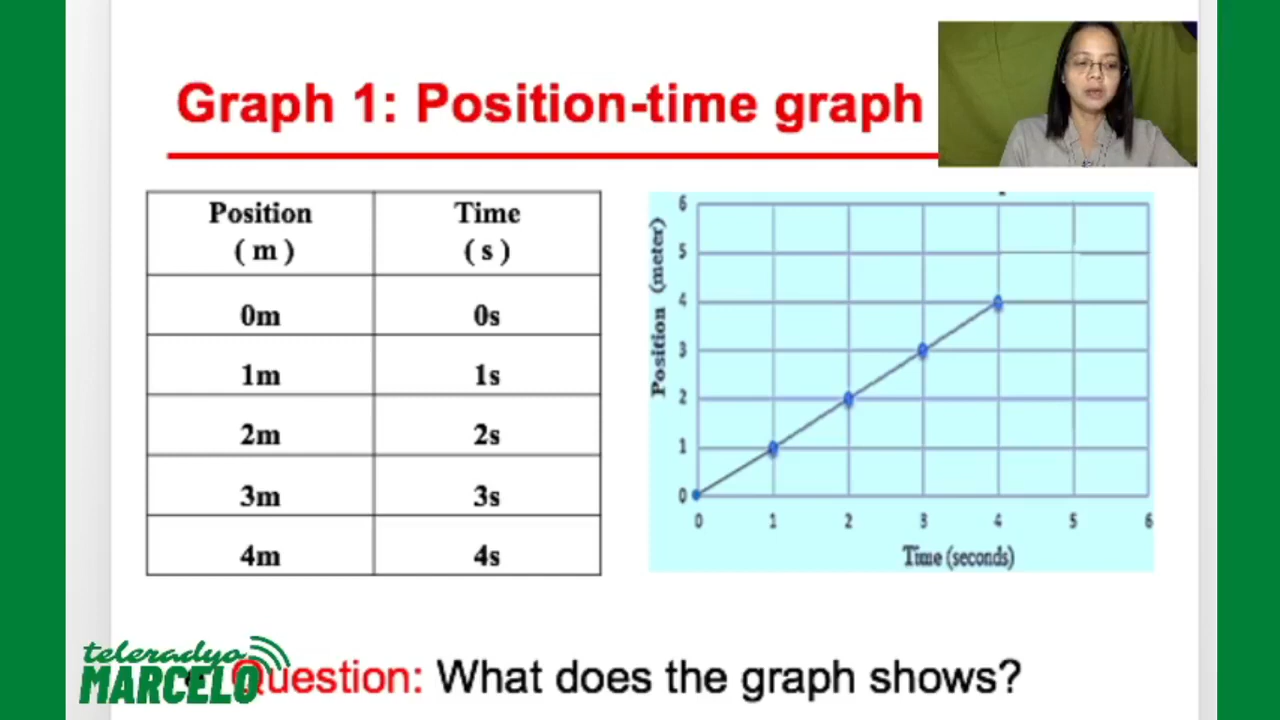 Graph 1: Position-time graph
Position Time
( m ) ( s )
0m 0s
1m 1s
2m 2s
3m 3s
4m 4s
Position (meter)
6
5
4
3
2
1
0
0 1 2 3 4 5 6
Time (seconds)
teleradyo
MARCELO
Question: What does the graph shows?